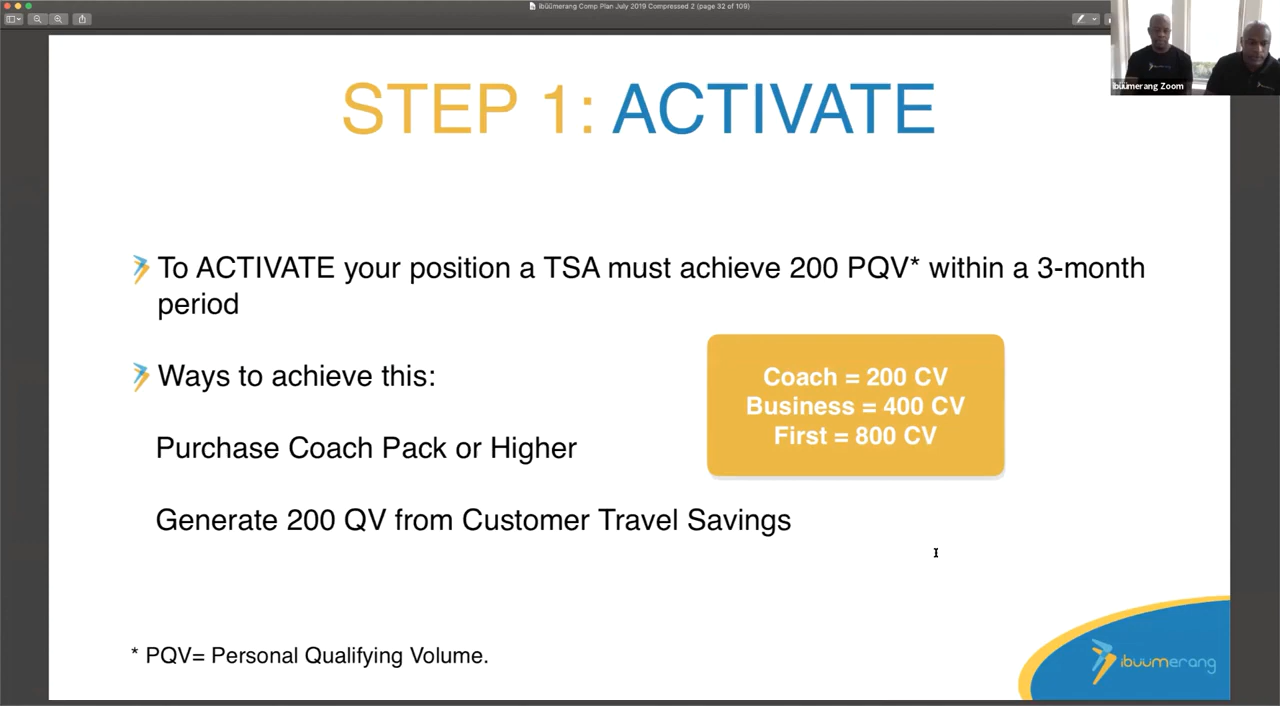 ibüümerang Comp Plan July 2019 Compressed 2 (page 32 of 109)
ibüümerang Zoom
STEP 1: ACTIVATE
To ACTIVATE your position a TSA must achieve 200 PQV* within a 3-month
period
Ways to achieve this:
Coach = 200 CV
Business = 400 CV
First = 800 CV
Purchase Coach Pack or Higher
Generate 200 QV from Customer Travel Savings
* PQV= Personal Qualifying Volume.
ibuumerang